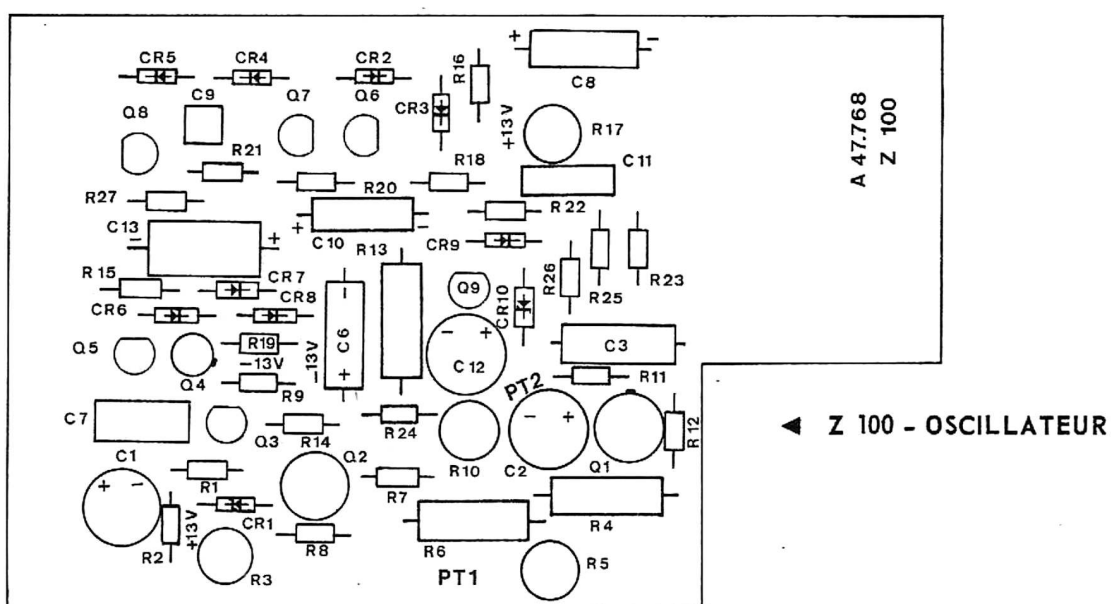 + -
CR5 CR4 CR2 R16 C8
C9 Q7 Q6 CR3 +13V R17
Q8
A 47.768
Z 100
R21 R18 C11
R27 R20 R22
C13 - + + C10 - R13 CR9
R15 CR7 Q9 CR10 R26 R25 R23
CR6 CR8 - C6 +
Q5 R19 -13V - + C12 C3
-13V
Q4 R9 PT2 R11
C7 Q3 R14 R24 R10 - + C2 Q1 R12
◄ Z 100 - OSCILLATEUR
C1 R1 Q2 R7
+ - CR1 R4
R2 +13V R3 R8 R6 R5
PT1